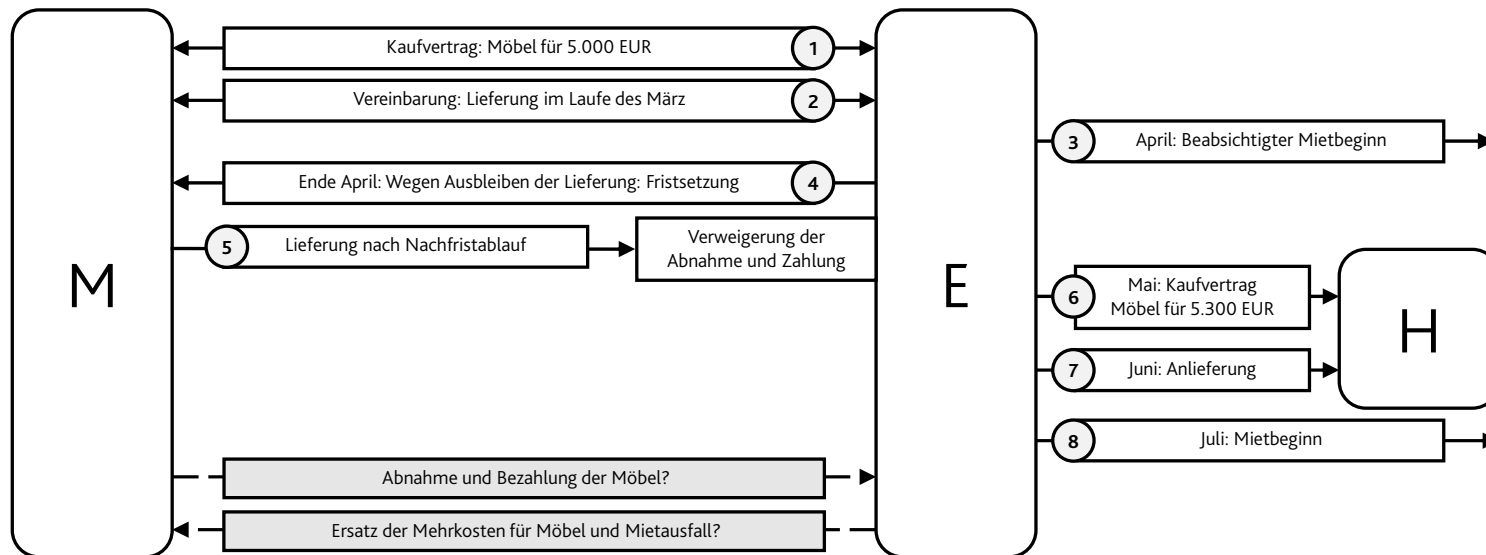 Kaufvertrag: Möbel für 5.000 EUR
1
Vereinbarung: Lieferung im Laufe des März
2
3
April: Beabsichtigter Mietbeginn
Ende April: Wegen Ausbleiben der Lieferung: Fristsetzung
4
5
Lieferung nach Nachfristablauf
Verweigerung der
Abnahme und Zahlung
M
E
6
Mai: Kaufvertrag
Möbel für 5.300 EUR
H
7
Juni: Anlieferung
8
Juli: Mietbeginn
Abnahme und Bezahlung der Möbel?
Ersatz der Mehrkosten für Möbel und Mietausfall?